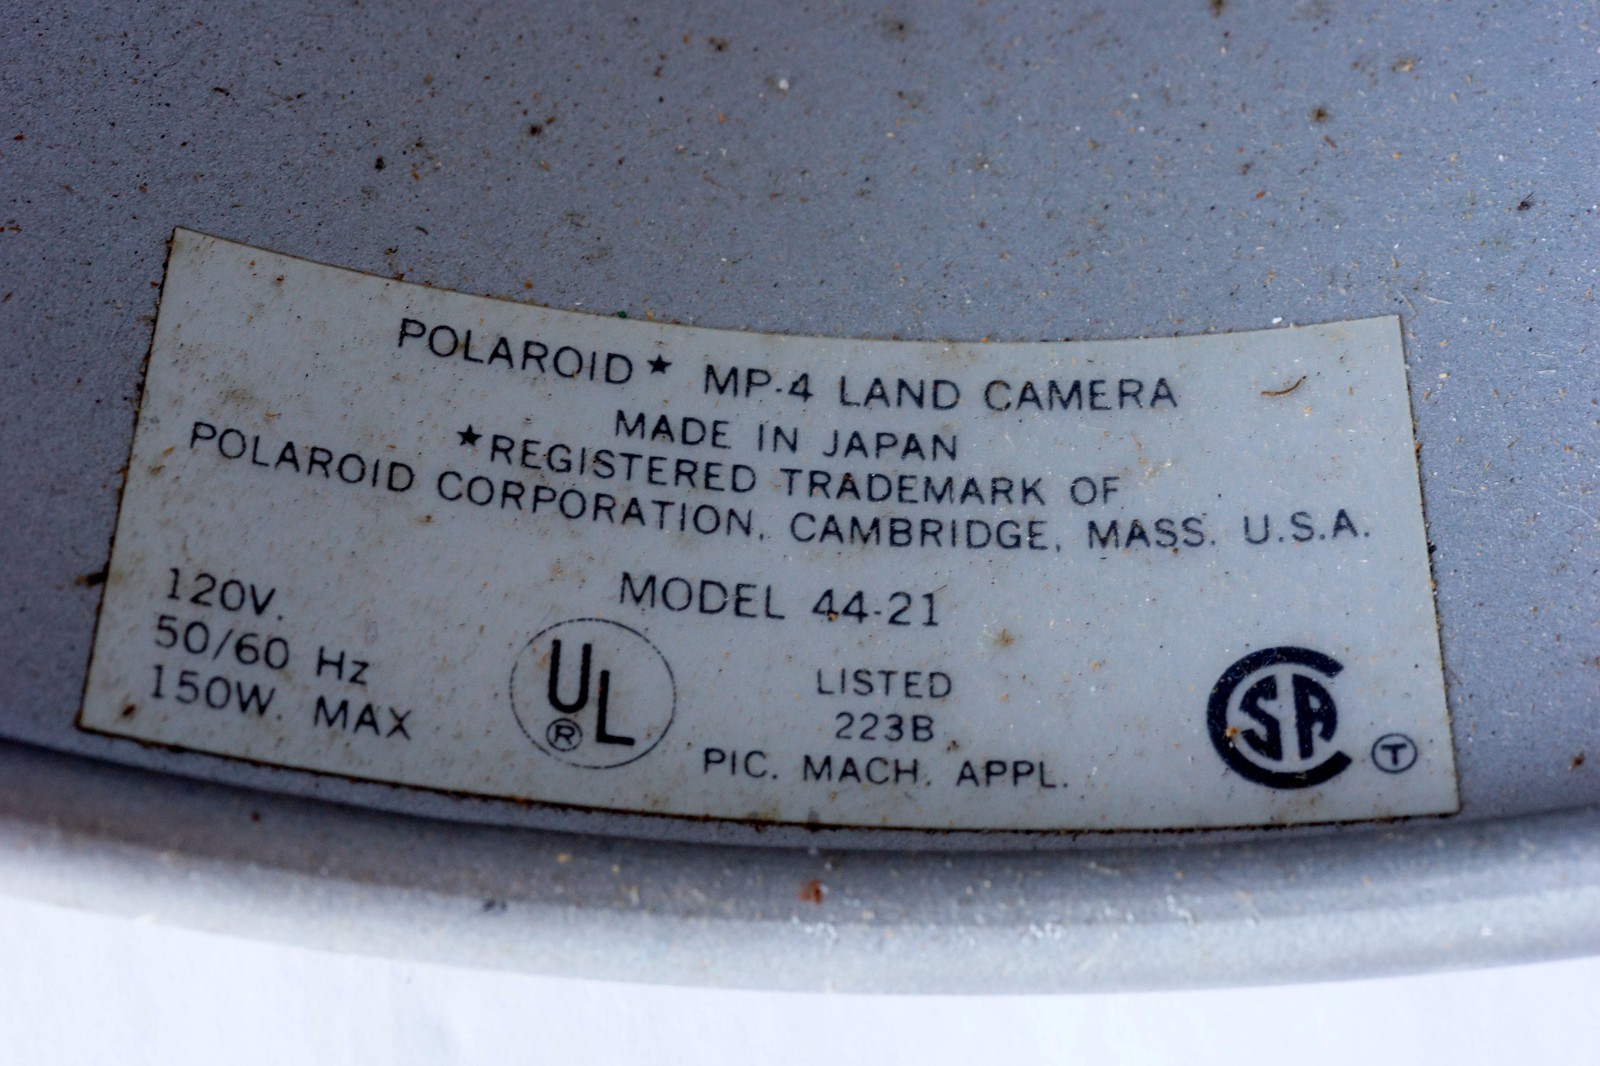 POLAROID★ MP-4 LAND CAMERA
MADE IN JAPAN
★REGISTERED TRADEMARK OF
POLAROID CORPORATION, CAMBRIDGE, MASS. U.S.A.
MODEL 44-21
120V.
50/60 Hz
150W. MAX
UL
®
LISTED
223B
PIC. MACH. APPL.
CSA
T